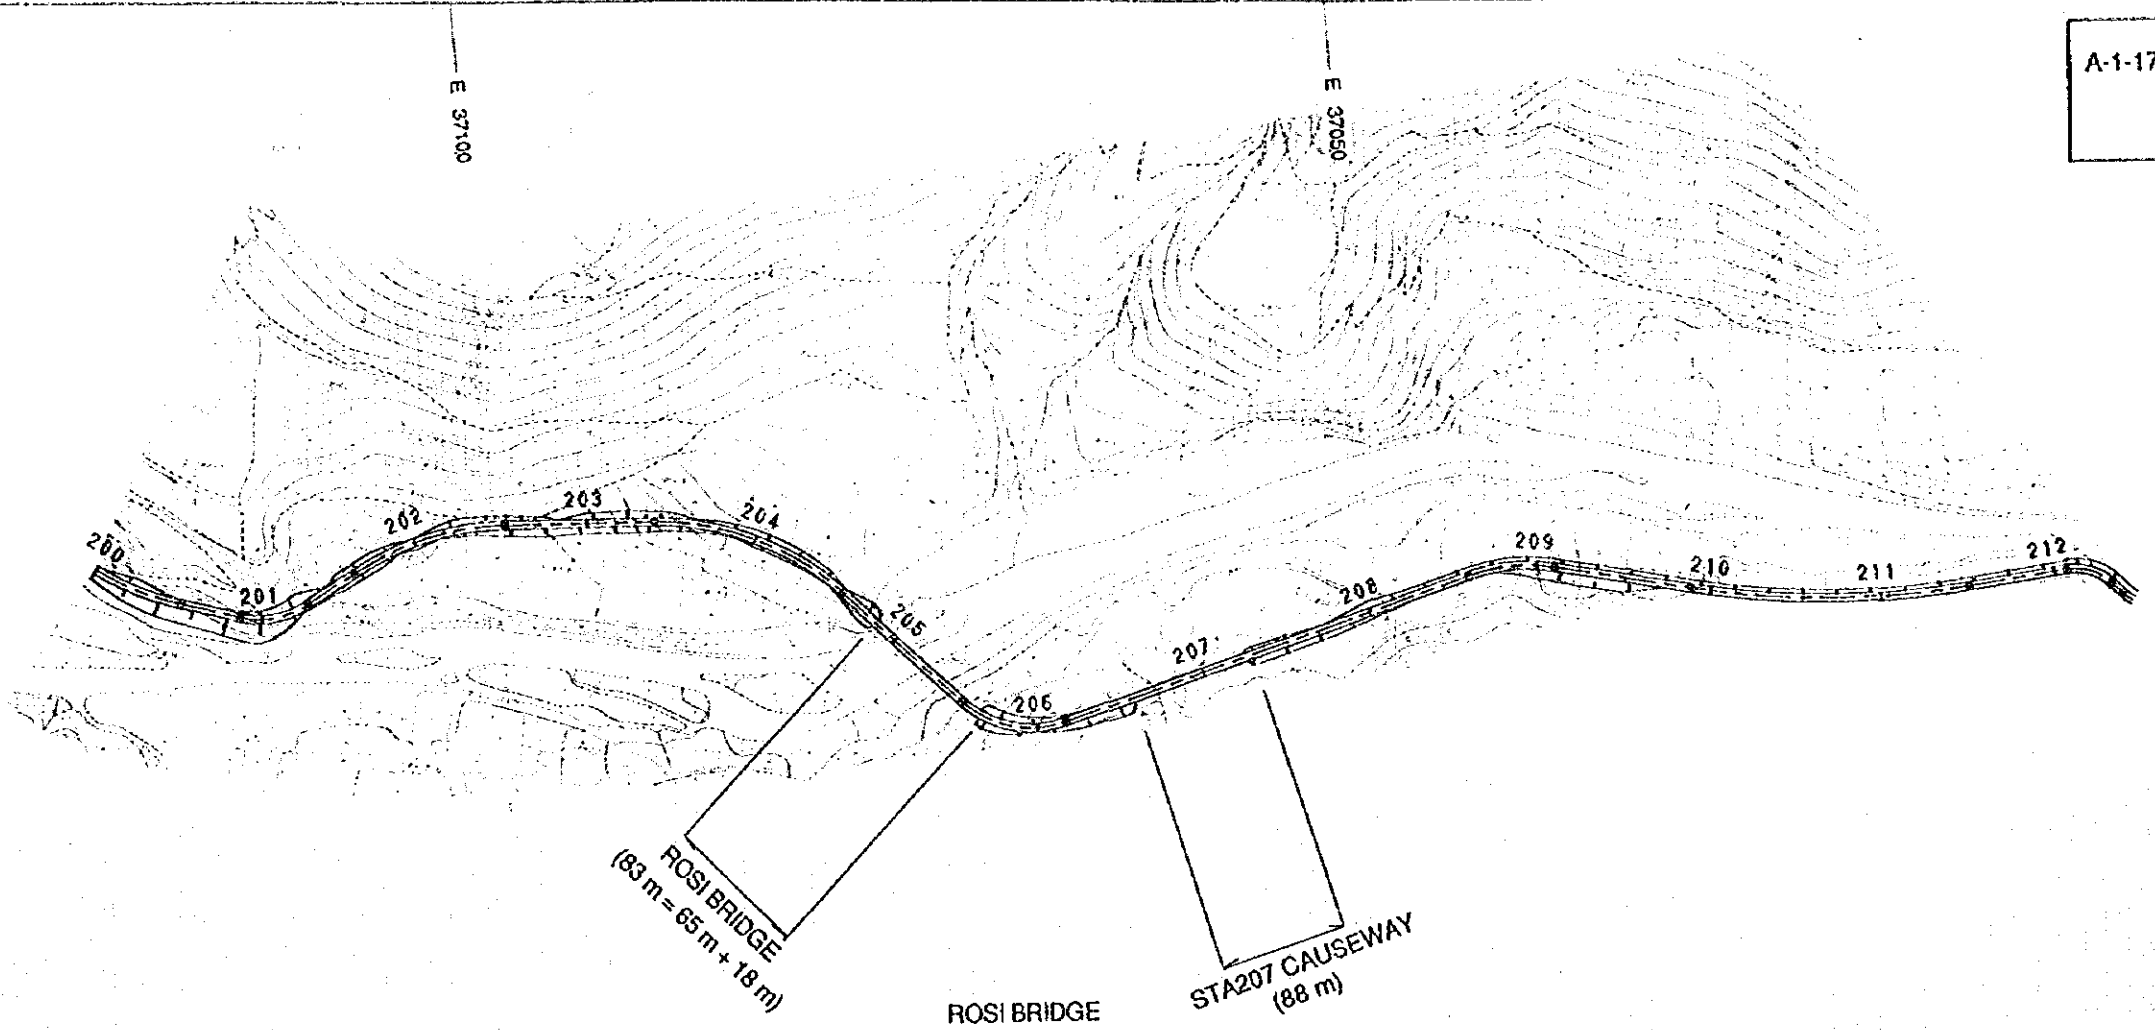 A-1-17
E 37100
E 37050
200
201
202
203
204
205
206
207
208
209
210
211
212
ROSI BRIDGE
(83 m = 65 m + 18 m)
STA207 CAUSEWAY
(88 m)
ROSI BRIDGE